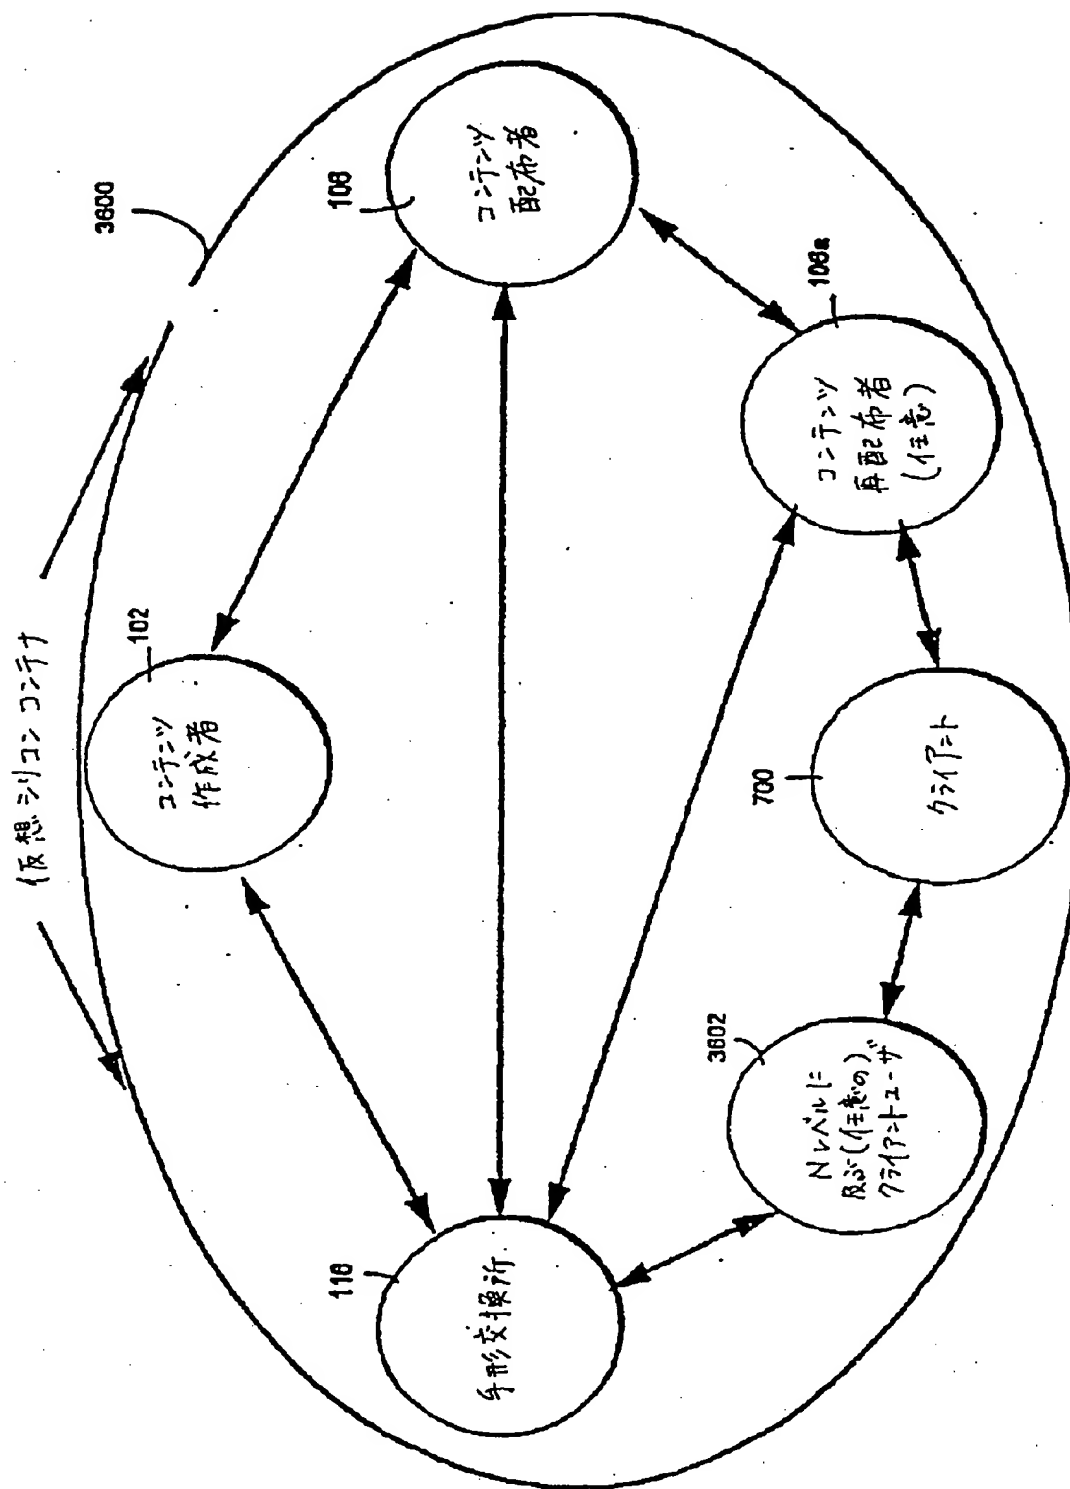 仮想シリコンコンテナ
3600
102
コンテンツ
作成者
106
コンテンツ
配布者
116
手形交換所
106a
コンテンツ
再配布者
(任意)
700
クライアント
3602
Nレベルに
及ぶ(任意の)
クライアントユーザ